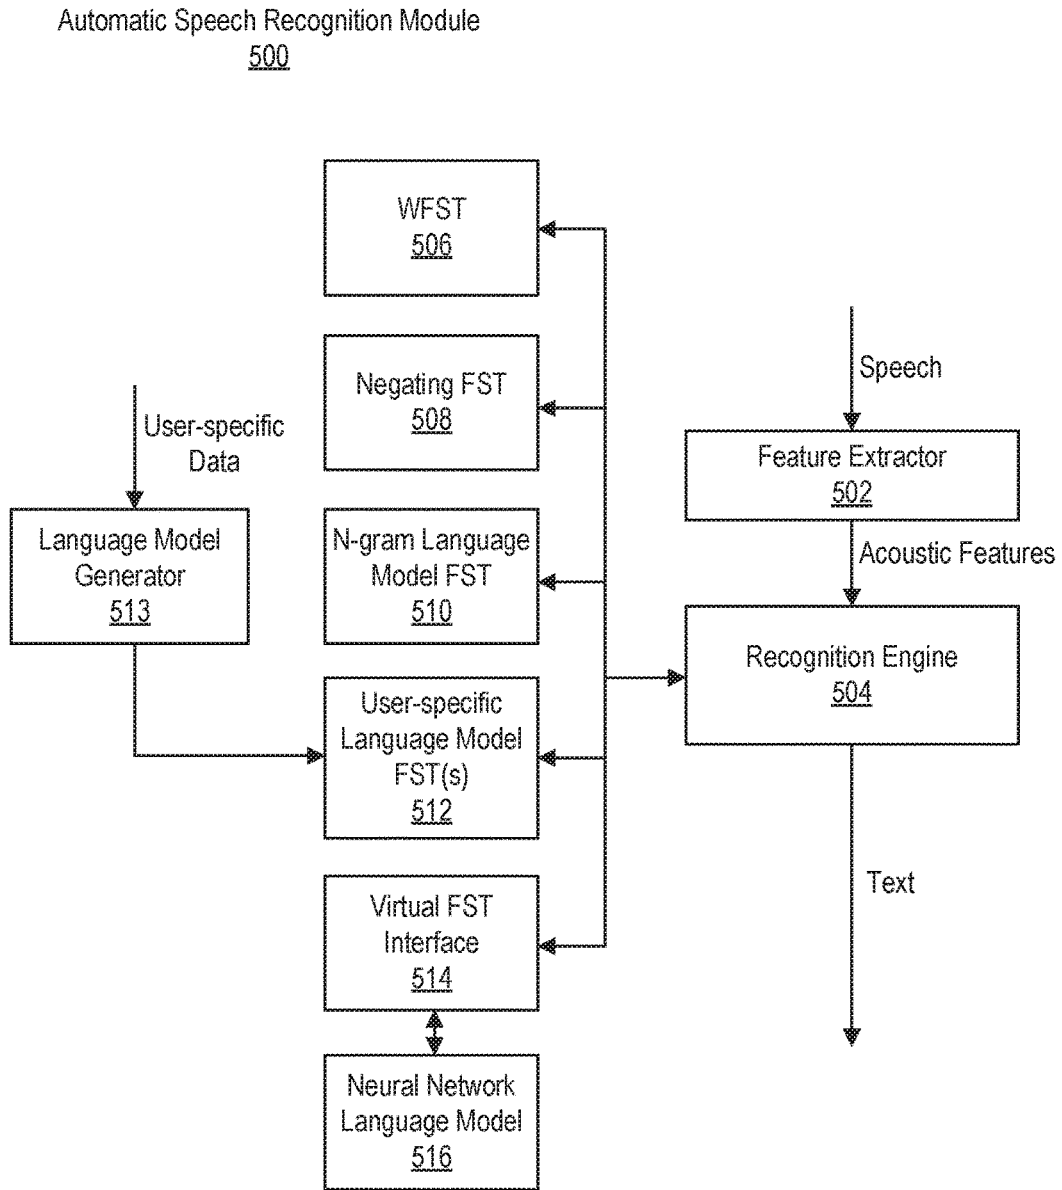 Automatic Speech Recognition Module
500
WFST
506
Negating FST
508
User-specific
Data
Language Model
Generator
513
N-gram Language
Model FST
510
User-specific
Language Model
FST(s)
512
Virtual FST
Interface
514
Neural Network
Language Model
516
Speech
Feature Extractor
502
Acoustic Features
Recognition Engine
504
Text